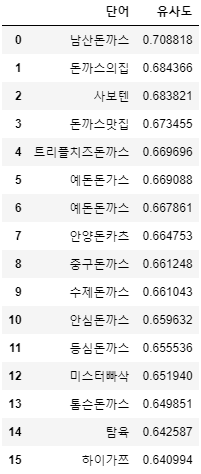 단어 유사도
0 남산돈까스 0.708818
1 돈까스의집 0.684366
2 사보텐 0.683821
3 돈까스맛집 0.673455
4 트리플치즈돈까스 0.669696
5 예돈돈가스 0.669088
6 예돈돈까스 0.667861
7 안양돈카츠 0.664753
8 중구돈까스 0.661248
9 수제돈까스 0.661043
10 안심돈까스 0.659632
11 등심돈까스 0.655536
12 미스터빠삭 0.651940
13 톰슨돈까스 0.649851
14 탐육 0.642587
15 하이가쯔 0.640994